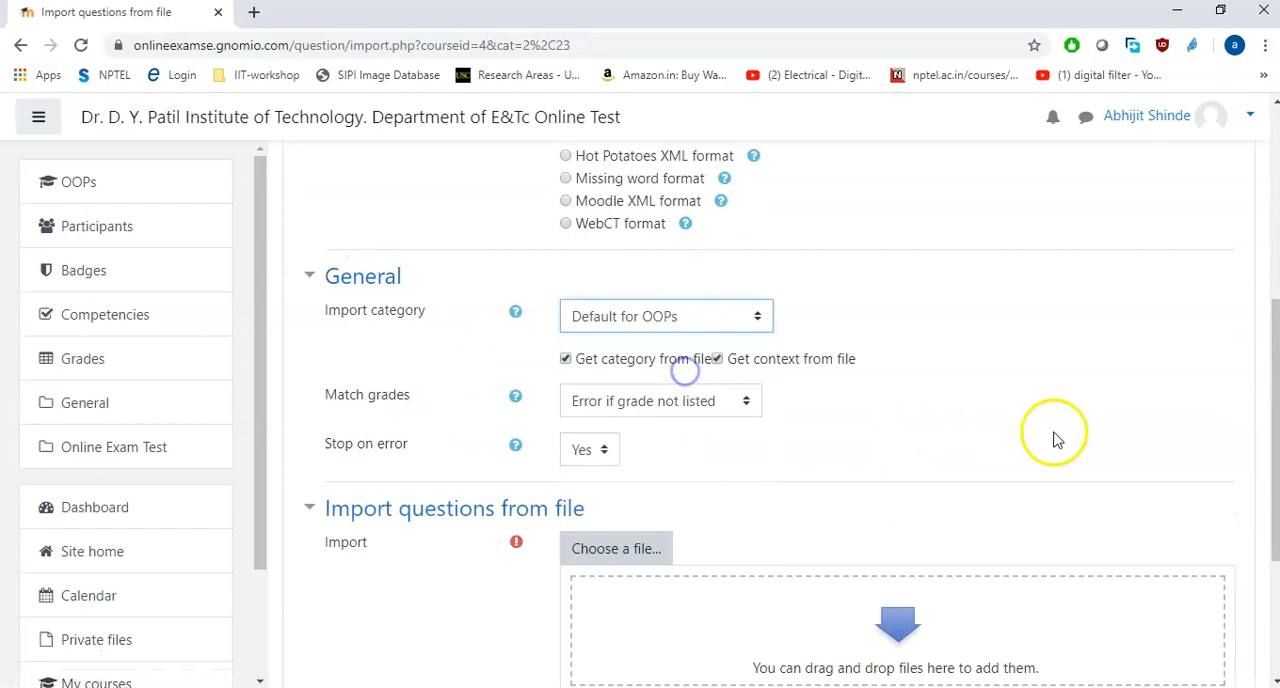 Import questions from file
onlineexamse.gnomio.com/question/import.php?courseid=4&cat=2%2C23
a
Apps
NPTEL
Login
IIT-workshop
SIPI Image Database
USC
Research Areas - U...
Amazon.in: Buy Wa...
(2) Electrical - Digit...
nptel.ac.in/courses/...
(1) digital filter - Yo...
»
Dr. D. Y. Patil Institute of Technology. Department of E&Tc Online Test
Abhijit Shinde
OOPs
Participants
Badges
Competencies
Grades
General
Online Exam Test
Dashboard
Site home
Calendar
Private files
My courses
Hot Potatoes XML format
Missing word format
Moodle XML format
WebCT format
General
Import category
Default for OOPs
Get category from file
Get context from file
Match grades
Error if grade not listed
Stop on error
Yes
Import questions from file
Import
Choose a file...
You can drag and drop files here to add them.